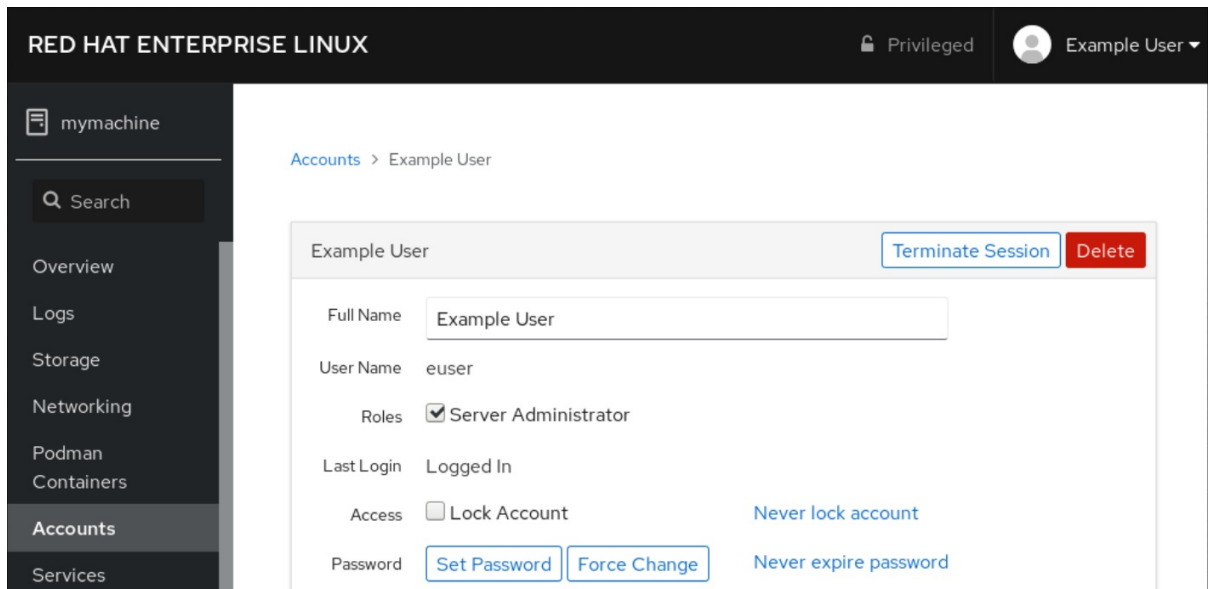 RED HAT ENTERPRISE LINUX
Privileged
Example User
mymachine
Search
Overview
Logs
Storage
Networking
Podman
Containers
Accounts
Services
Accounts > Example User
Example User
Terminate Session
Delete
Full Name
Example User
User Name
euser
Roles
Server Administrator
Last Login
Logged In
Access
Lock Account
Never lock account
Password
Set Password
Force Change
Never expire password